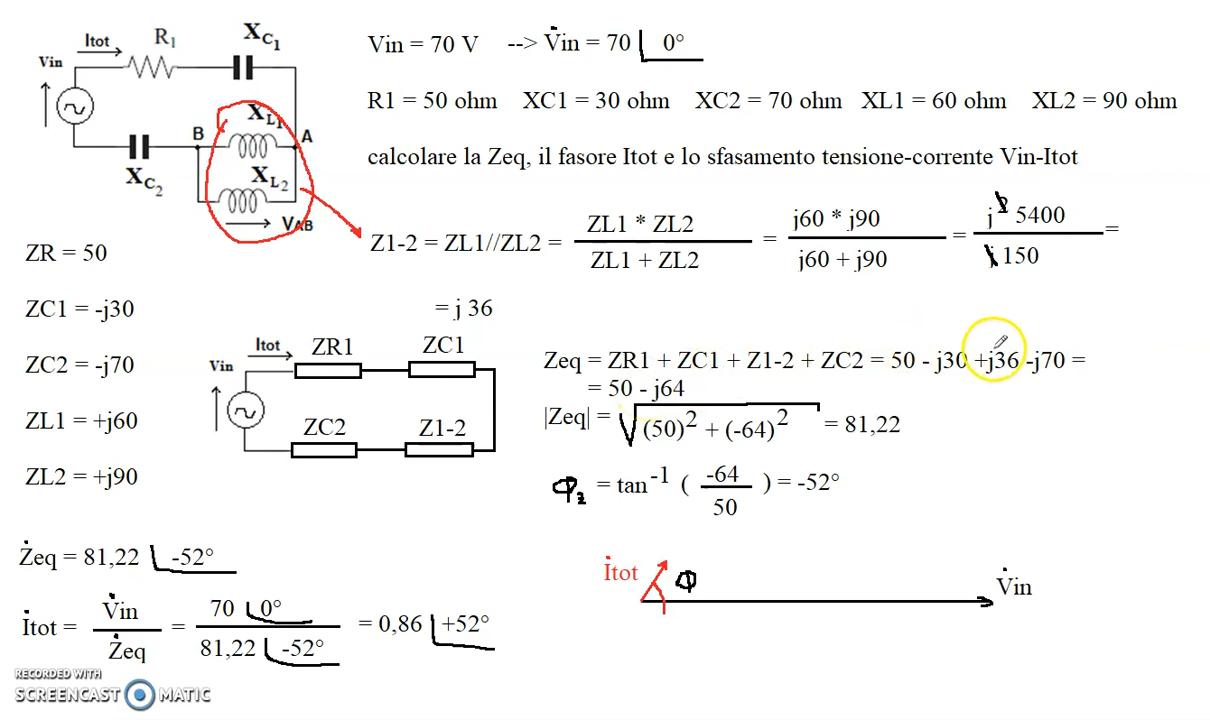 Itot R1 XC1
Vin
XL1
B A
XC2 XL2
VAB
Vin = 70 V --> Vin = 70 0°
R1 = 50 ohm XC1 = 30 ohm XC2 = 70 ohm XL1 = 60 ohm XL2 = 90 ohm
calcolare la Zeq, il fasore Itot e lo sfasamento tensione-corrente Vin-Itot
Z1-2 = ZL1//ZL2 = ZL1 * ZL2 / ZL1 + ZL2 = j60 * j90 / j60 + j90 = j2 5400 / j 150 =
= j 36
ZR = 50
ZC1 = -j30
ZC2 = -j70
ZL1 = +j60
ZL2 = +j90
Itot ZR1 ZC1
Vin
ZC2 Z1-2
Zeq = ZR1 + ZC1 + Z1-2 + ZC2 = 50 - j30 +j36 -j70 =
= 50 - j64
|Zeq| = √ (50)2 + (-64)2 = 81,22
φz = tan-1 ( -64 / 50 ) = -52°
Zeq = 81,22 -52°
Itot = Vin / Zeq = 70 0° / 81,22 -52° = 0,86 +52°
Itot φ Vin
RECORDED WITH
SCREENCAST MATIC